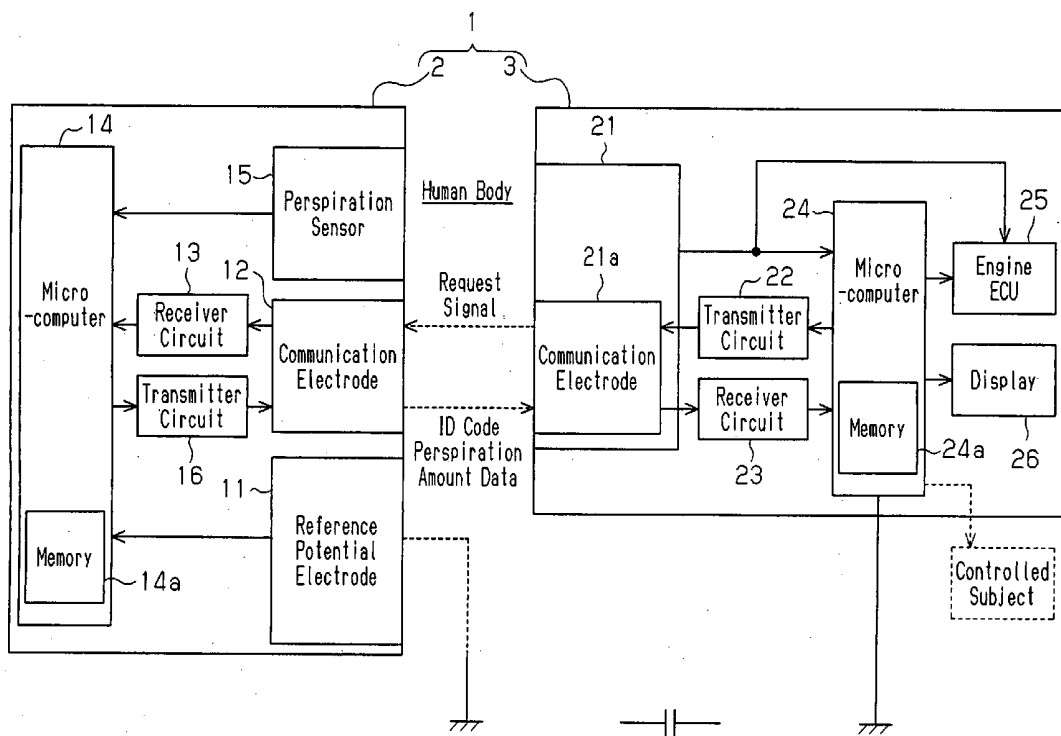 1
2
3
14
Micro
-computer
Memory
14a
15
Perspiration
Sensor
13
Receiver
Circuit
12
Communication
Electrode
Transmitter
Circuit
16
11
Reference
Potential
Electrode
Human Body
Request
Signal
ID Code
Perspiration
Amount Data
21
21a
Communication
Electrode
22
Transmitter
Circuit
Receiver
Circuit
23
24
Micro
-computer
Memory
24a
25
Engine
ECU
Display
26
Controlled
Subject